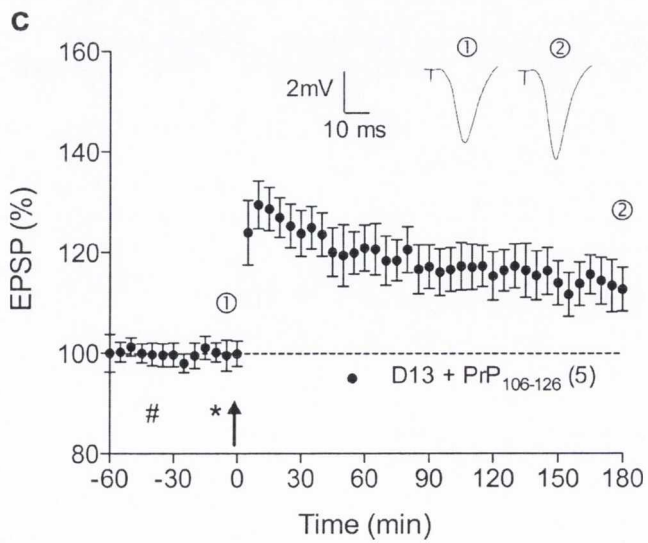 C
160
① ②
2mV
10 ms
140
②
120
EPSP (%)
①
100
D13 + PrP106-126 (5)
# *
80
-60 -30 0 30 60 90 120 150 180
Time (min)